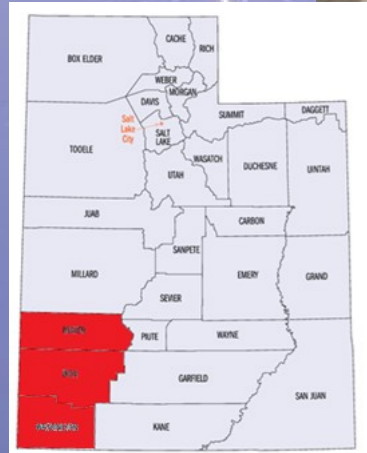 CACHE
RICH
BOX ELDER
WEBER
MORGAN
DAVIS
DAGGETT
Salt
Lake
City
SUMMIT
SALT
LAKE
TOOELE
WASATCH
DUCHESNE
UINTAH
UTAH
JUAB
CARBON
SANPETE
MILLARD
EMERY
GRAND
SEVIER
PIUTE
WAYNE
GARFIELD
SAN JUAN
KANE